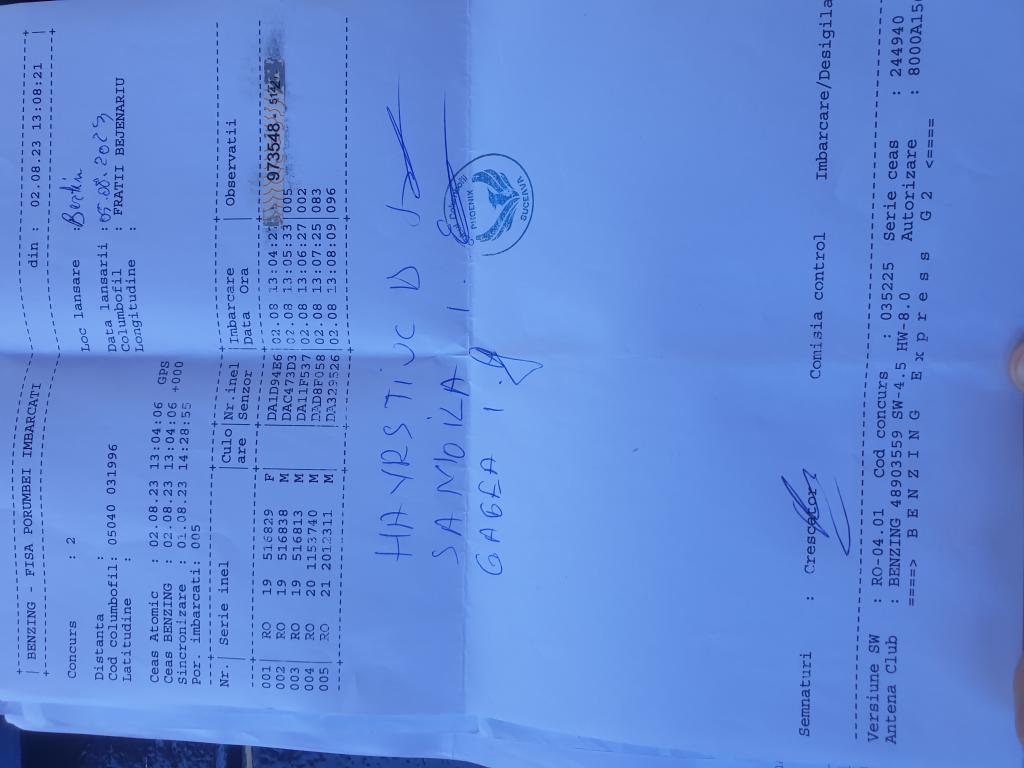 | BENZING - FISA PORUMBEI IMBARCATI din : 02.08.23 13:08:21 |
Concurs : 2 Loc lansare :
Distanta : Data lansarii : 05.08.2023
Cod columbofil: 05040 031996 Columbofil : FRATII BEJENARIU
Latitudine : Longitudine :
Ceas Atomic : 02.08.23 13:04:06 GPS
Ceas BENZING : 02.08.23 13:04:06 +000
Sincronizare : 01.08.23 14:28:55
Por. imbarcati: 005
Nr. | Serie inel |Culo|Nr.inel |Imbarcare | Observatii
|are |Senzor |Data Ora |
001 | RO 19 516829 F | |DA1D94E6|02.08 13:04: 973548
002 | RO 19 516838 M | |DAC473D3|02.08 13:05:33 |005
003 | RO 19 516813 M | |DA11F537|02.08 13:06:27 |002
004 | RO 20 1153740 M | |DAD8F058|02.08 13:07:25 |083
005 | RO 21 2012311 M | |DA329526|02.08 13:08:09 |096
HAYRSTIUC D
SAMOILA I.
GAGEA I
PHOENIX
SUCEAVA
Semnaturi : Crescator Comisia control Imbarcare/Desigila
Versiune SW : RO-04.01 Cod concurs : 035225 Serie ceas : 244940
Antena Club : BENZING 48903559 SW-4.5 HW-8.0 Autorizare : 8000A15
====> B E N Z I N G E x p r e s s G 2 <====